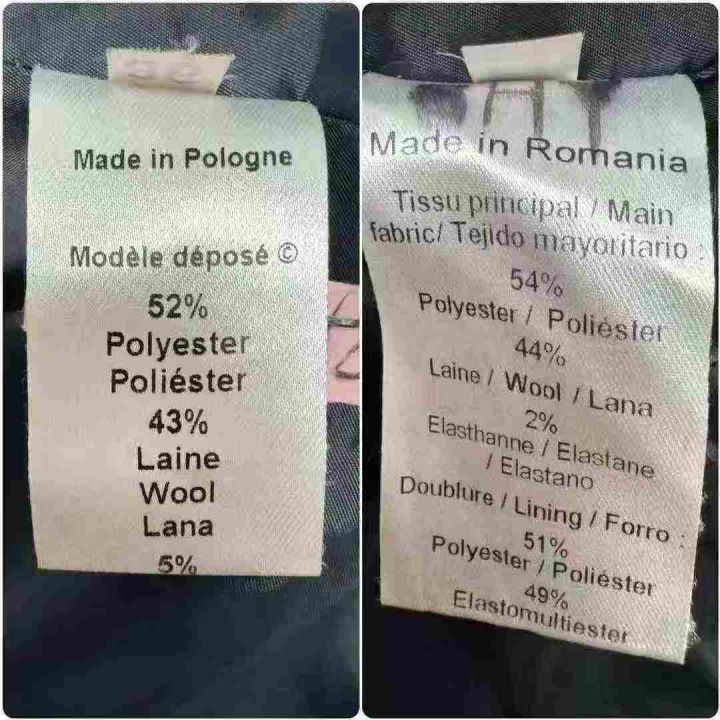 Made in Pologne
Modèle déposé ©
52%
Polyester
Poliéster
43%
Laine
Wool
Lana
5%
Made in Romania
Tissu principal / Main
fabric/ Tejido mayoritario :
54%
Polyester / Poliéster
44%
Laine / Wool / Lana
2%
Elasthanne / Elastane
/ Elastano
Doublure / Lining / Forro :
51%
Polyester / Poliéster
49%
Elastomultiester